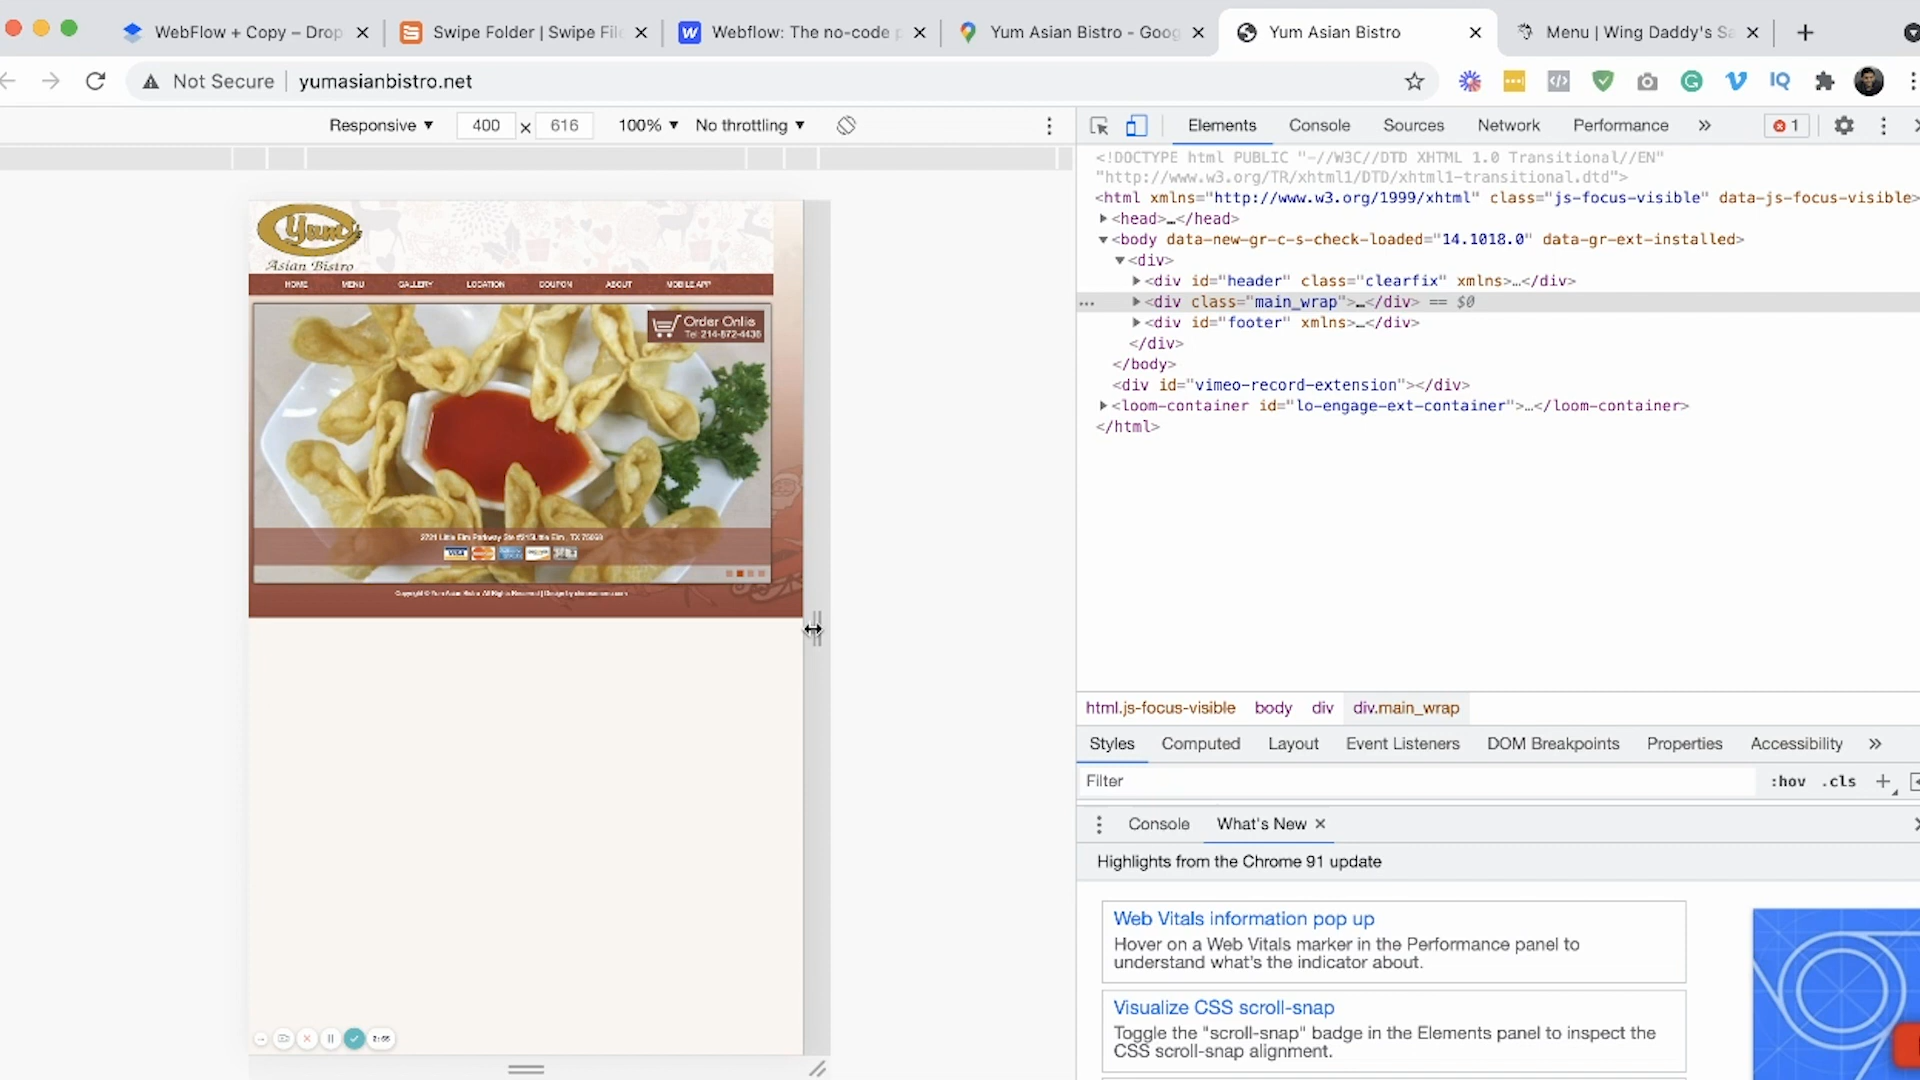 WebFlow + Copy – Drop
Swipe Folder | Swipe File
Webflow: The no-code p
Yum Asian Bistro - Goog
Yum Asian Bistro
Menu | Wing Daddy's Sa
Not Secure
yumasianbistro.net
Responsive
400
x
616
100%
No throttling
Elements
Console
Sources
Network
Performance
1
<!DOCTYPE html PUBLIC "-//W3C//DTD XHTML 1.0 Transitional//EN"
"http://www.w3.org/TR/xhtml1/DTD/xhtml1-transitional.dtd">
<html xmlns="http://www.w3.org/1999/xhtml" class="js-focus-visible" data-js-focus-visible>
<head>…</head>
<body data-new-gr-c-s-check-loaded="14.1018.0" data-gr-ext-installed>
<div>
<div id="header" class="clearfix" xmlns>…</div>
<div class="main_wrap">…</div> == $0
<div id="footer" xmlns>…</div>
</div>
</body>
<div id="vimeo-record-extension"></div>
<loom-container id="lo-engage-ext-container">…</loom-container>
</html>
Yum
Asian Bistro
HOME
MENU
GALLERY
LOCATION
COUPON
ABOUT
MOBILE APP
Order Onlie
Tel: 214-872-4436
VISA
html.js-focus-visible
body
div
div.main_wrap
Styles
Computed
Layout
Event Listeners
DOM Breakpoints
Properties
Accessibility
Filter
:hov
.cls
Console
What's New
Highlights from the Chrome 91 update
Web Vitals information pop up
Hover on a Web Vitals marker in the Performance panel to
understand what's the indicator about.
Visualize CSS scroll-snap
Toggle the "scroll-snap" badge in the Elements panel to inspect the
CSS scroll-snap alignment.